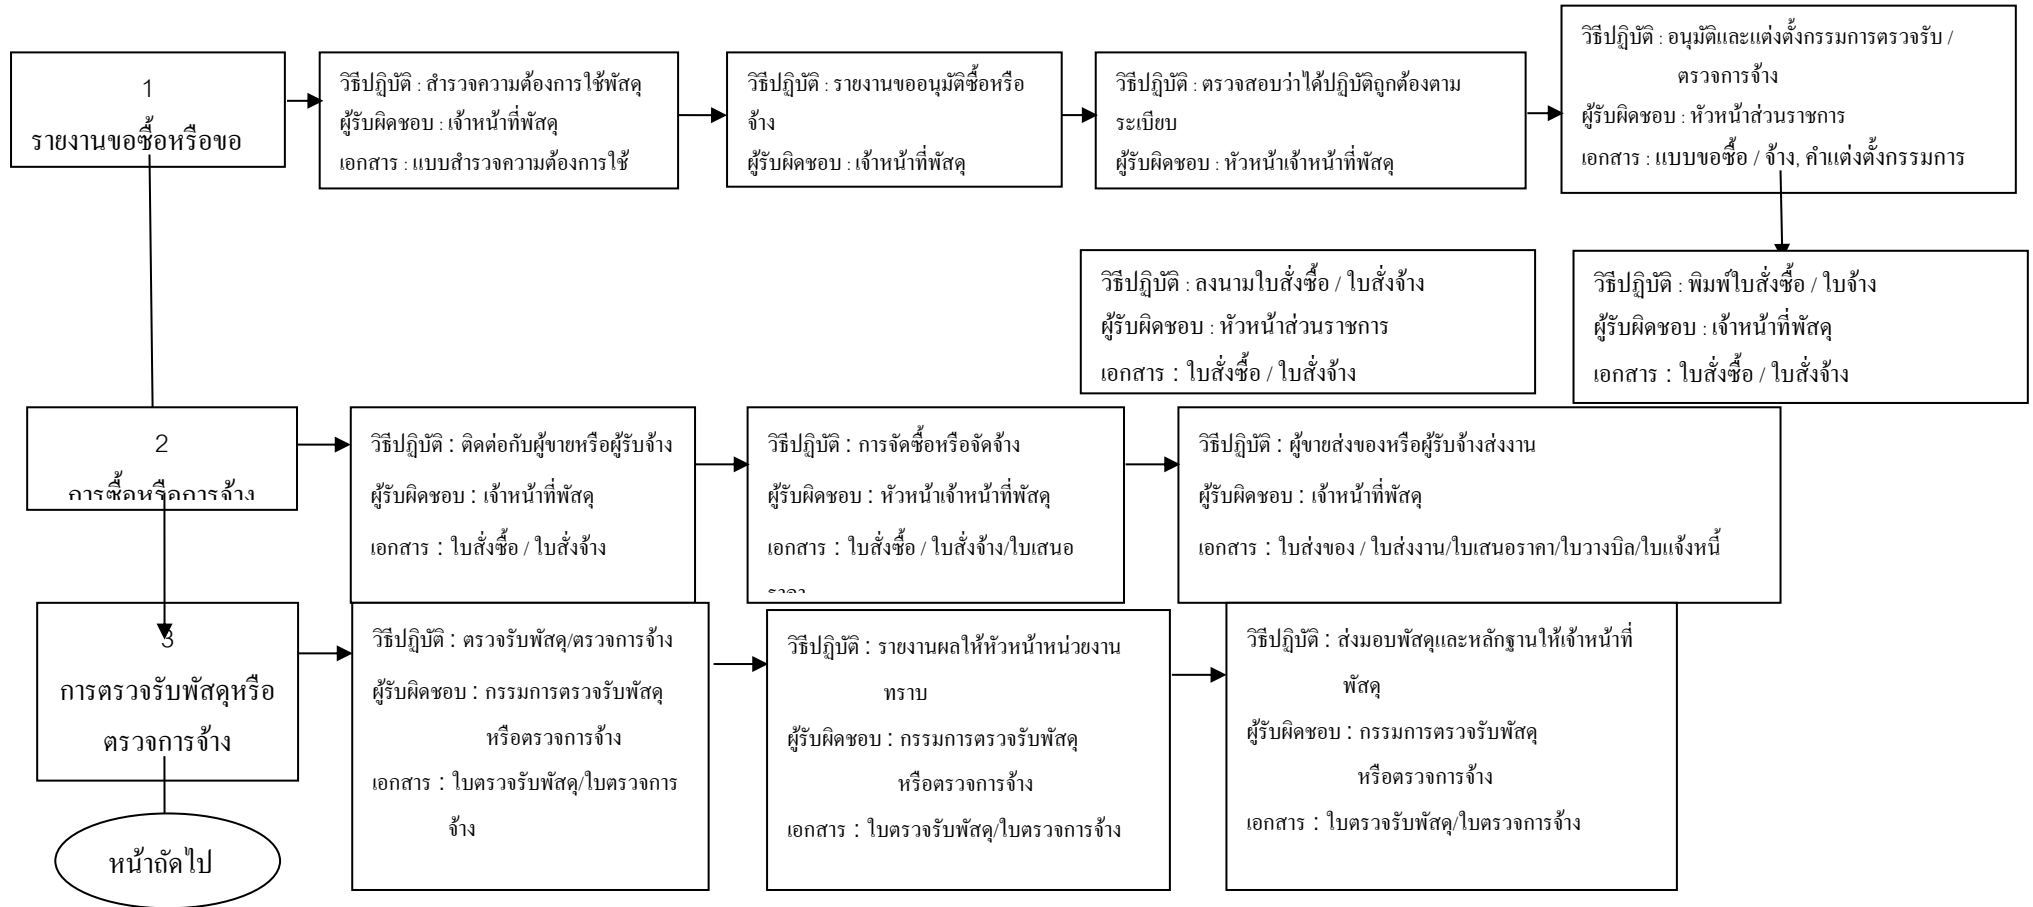 1
รายงานขอซื้อหรือขอ
วิธีปฏิบัติ : สำรวจความต้องการใช้พัสดุ
ผู้รับผิดชอบ : เจ้าหน้าที่พัสดุ
เอกสาร : แบบสำรวจความต้องการใช้
วิธีปฏิบัติ : รายงานขออนุมัติซื้อหรือ
จ้าง
ผู้รับผิดชอบ : เจ้าหน้าที่พัสดุ
วิธีปฏิบัติ : ตรวจสอบว่าได้ปฏิบัติถูกต้องตาม
ระเบียบ
ผู้รับผิดชอบ : หัวหน้าเจ้าหน้าที่พัสดุ
วิธีปฏิบัติ : อนุมัติและแต่งตั้งกรรมการตรวจรับ /
ตรวจการจ้าง
ผู้รับผิดชอบ : หัวหน้าส่วนราชการ
เอกสาร : แบบขอซื้อ / จ้าง, คำแต่งตั้งกรรมการ
วิธีปฏิบัติ : ลงนามใบสั่งซื้อ / ใบสั่งจ้าง
ผู้รับผิดชอบ : หัวหน้าส่วนราชการ
เอกสาร : ใบสั่งซื้อ / ใบสั่งจ้าง
วิธีปฏิบัติ : พิมพ์ใบสั่งซื้อ / ใบจ้าง
ผู้รับผิดชอบ : เจ้าหน้าที่พัสดุ
เอกสาร : ใบสั่งซื้อ / ใบสั่งจ้าง
2
การซื้อหรือการจ้าง
วิธีปฏิบัติ : ติดต่อกับผู้ขายหรือผู้รับจ้าง
ผู้รับผิดชอบ : เจ้าหน้าที่พัสดุ
เอกสาร : ใบสั่งซื้อ / ใบสั่งจ้าง
วิธีปฏิบัติ : การจัดซื้อหรือจัดจ้าง
ผู้รับผิดชอบ : หัวหน้าเจ้าหน้าที่พัสดุ
เอกสาร : ใบสั่งซื้อ / ใบสั่งจ้าง/ใบเสนอ
วิธีปฏิบัติ : ผู้ขายส่งของหรือผู้รับจ้างส่งงาน
ผู้รับผิดชอบ : เจ้าหน้าที่พัสดุ
เอกสาร : ใบส่งของ / ใบส่งงาน/ใบเสนอราคา/ใบวางบิล/ใบแจ้งหนี้
3
การตรวจรับพัสดุหรือ
ตรวจการจ้าง
วิธีปฏิบัติ : ตรวจรับพัสดุ/ตรวจการจ้าง
ผู้รับผิดชอบ : กรรมการตรวจรับพัสดุ
หรือตรวจการจ้าง
เอกสาร : ใบตรวจรับพัสดุ/ใบตรวจการ
จ้าง
วิธีปฏิบัติ : รายงานผลให้หัวหน้าหน่วยงาน
ทราบ
ผู้รับผิดชอบ : กรรมการตรวจรับพัสดุ
หรือตรวจการจ้าง
เอกสาร : ใบตรวจรับพัสดุ/ใบตรวจการจ้าง
วิธีปฏิบัติ : ส่งมอบพัสดุและหลักฐานให้เจ้าหน้าที่
พัสดุ
ผู้รับผิดชอบ : กรรมการตรวจรับพัสดุ
หรือตรวจการจ้าง
เอกสาร : ใบตรวจรับพัสดุ/ใบตรวจการจ้าง
หน้าถัดไป